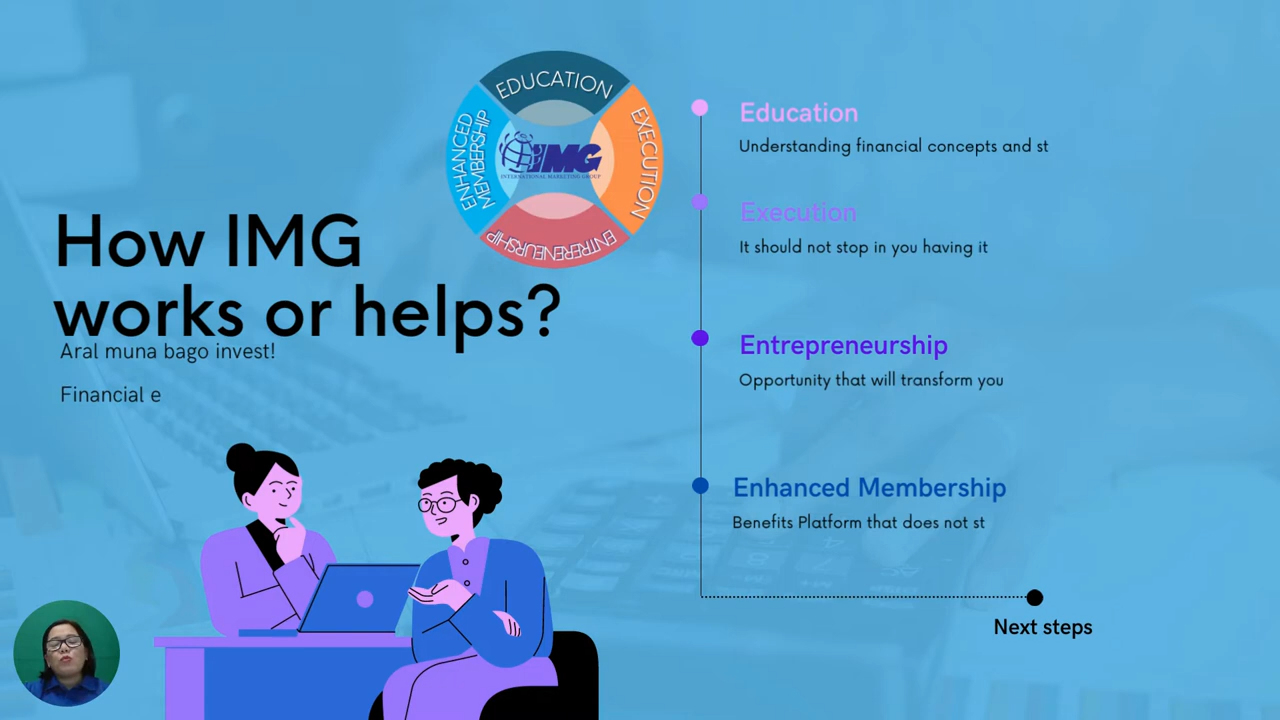 EDUCATION
EXECUTION
ENTREPRENEURSHIP
ENHANCED
MEMBERSHIP
IMG
INTERNATIONAL MARKETING GROUP
How IMG
works or helps?
Aral muna bago invest!
Financial e
Education
Understanding financial concepts and st
Execution
It should not stop in you having it
Entrepreneurship
Opportunity that will transform you
Enhanced Membership
Benefits Platform that does not st
Next steps